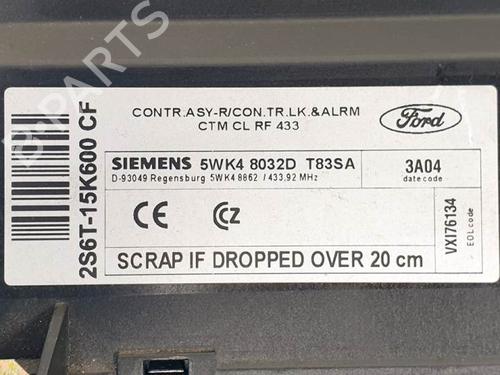 B PARTS
2S6T-15K600 CF
CONTR.ASY-R/CON.TR.LK.&ALRM
CTM CL RF 433
Ford
SIEMENS 5WK4 8032D T83SA
D-93049 Regensburg 5WK4 8862 / 433.92 MHz
3A04
date code
CE
CZ
VXI76134
EOL code
SCRAP IF DROPPED OVER 20 cm